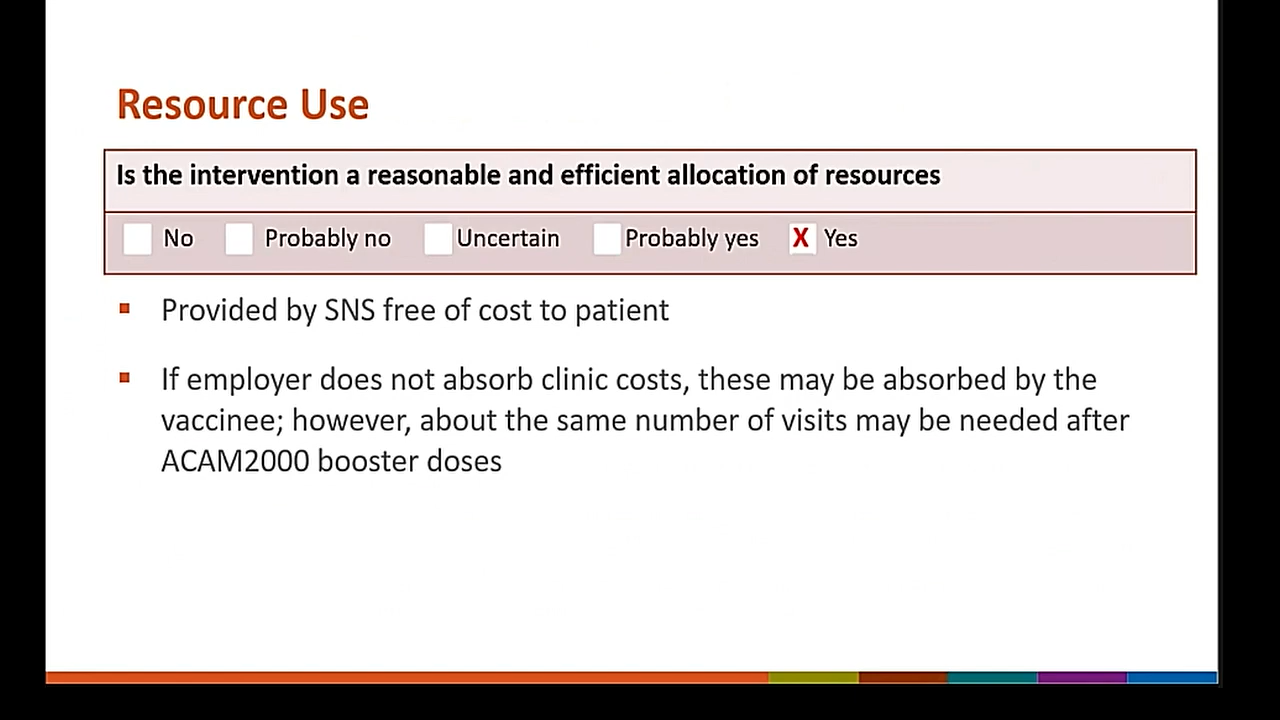 Resource Use
Is the intervention a reasonable and efficient allocation of resources
No Probably no Uncertain Probably yes X Yes
▪ Provided by SNS free of cost to patient
▪ If employer does not absorb clinic costs, these may be absorbed by the
vaccinee; however, about the same number of visits may be needed after
ACAM2000 booster doses